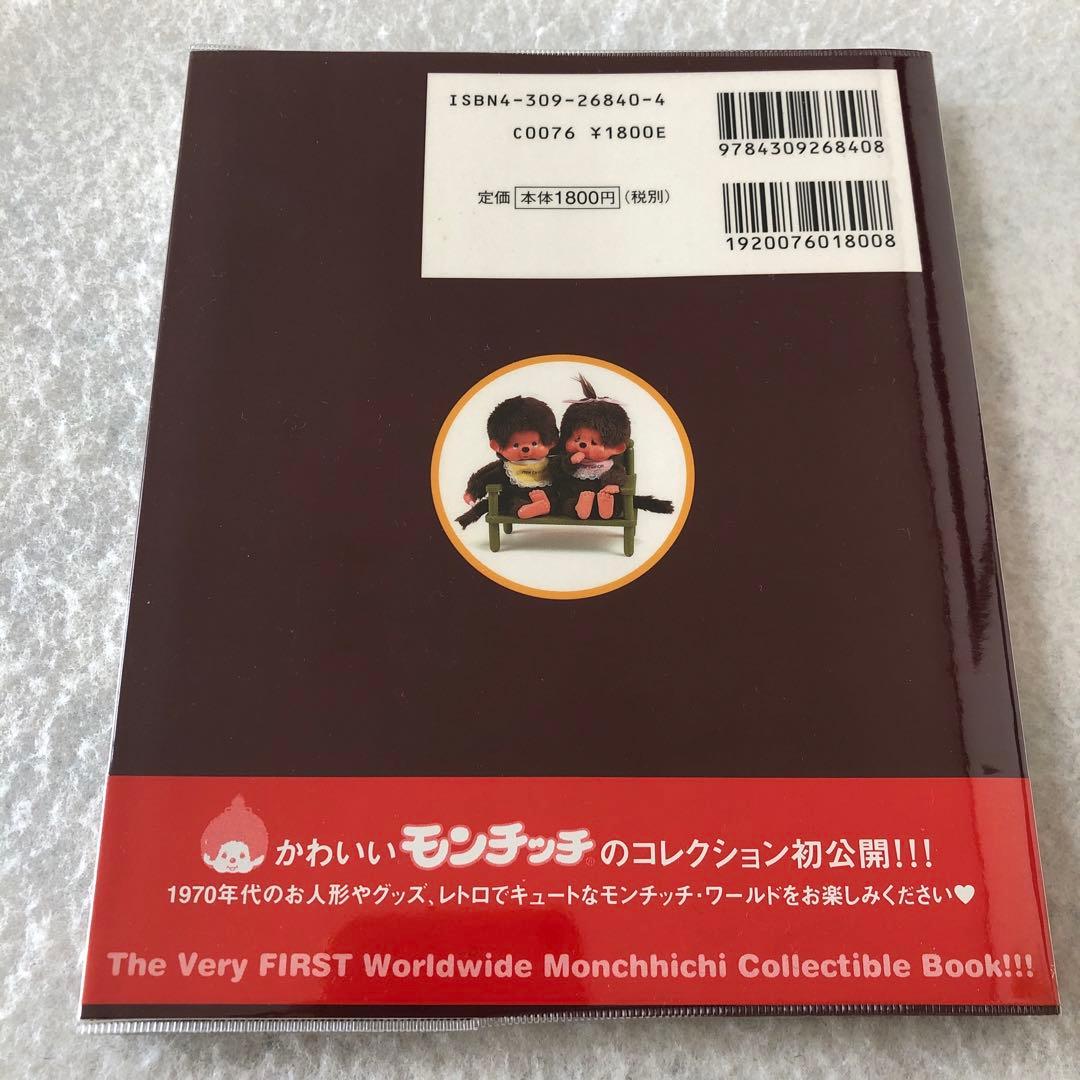 ISBN4-309-26840-4
C0076 ¥1800E
9784309268408
定価 本体1800円(税別)
1920076018008
かわいいモンチッチ®のコレクション初公開!!!
1970年代のお人形やグッズ、レトロでキュートなモンチッチ・ワールドをお楽しみください♥
The Very FIRST Worldwide Monchhichi Collectible Book!!!